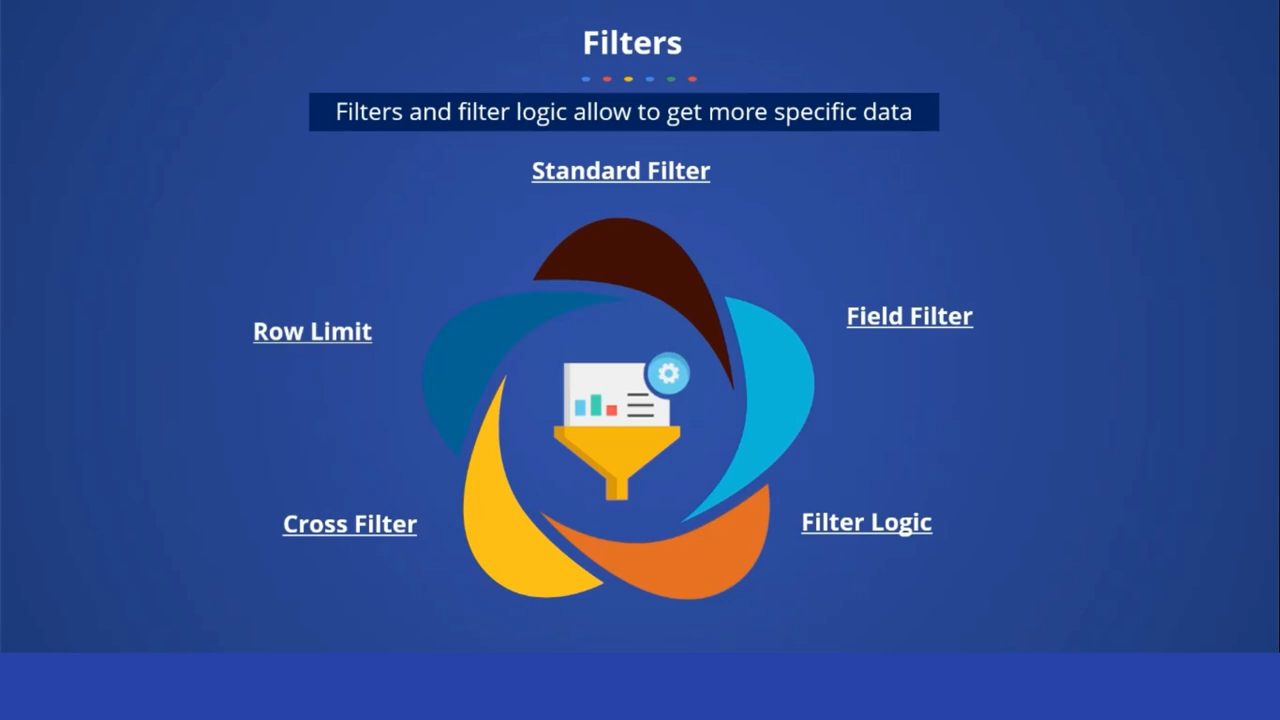 Filters
Filters and filter logic allow to get more specific data
Standard Filter
Field Filter
Row Limit
Filter Logic
Cross Filter